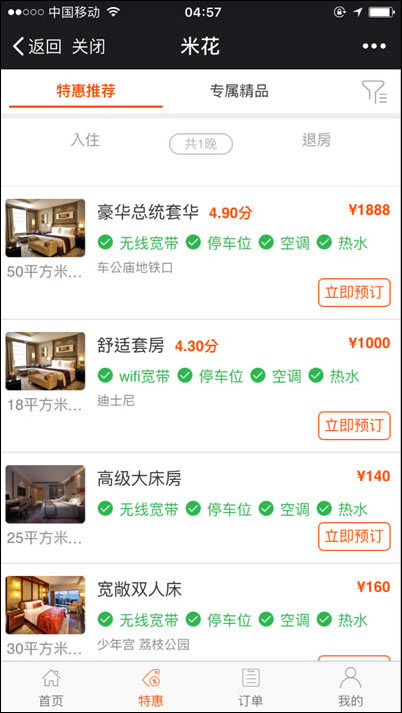 中国移动 04:57
返回 关闭 米花
特惠推荐 专属精品
入住 共1晚 退房
豪华总统套华 4.90分 ¥1888
无线宽带 停车位 空调 热水
50平方米... 车公庙地铁口
立即预订
舒适套房 4.30分 ¥1000
wifi宽带 停车位 空调 热水
18平方米... 迪士尼
立即预订
高级大床房 ¥140
无线宽带 停车位 空调 热水
25平方米... 立即预订
宽敞双人床 ¥160
无线宽带 停车位 空调 热水
30平方米... 少年宫 荔枝公园
首页 特惠 订单 我的